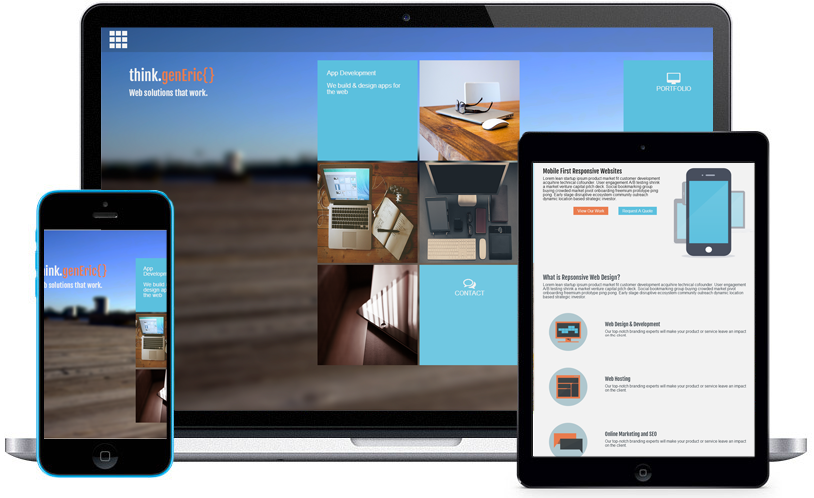 think.genEric{}
Web solutions that work.
App Development
We build & design apps for
the web
PORTFOLIO
CONTACT
think.genEric{}
b solutions that work.
App
Developme
We build
design ap
the web
Mobile First Responsive Websites
Lorem startup ipsum product market fit customer development
acquihire technical cofounder. User engagement A/B testing shrink
a market venture capital pitch deck. Social bookmarking group
buying crowded market pivot onboarding freemium prototype ping
pong. Early stage disruptive ecosystem community outreach
dynamic location based strategic investor
View Our Work
Request A Quote
What is Repsonsive Web Design?
Lorem startup ipsum product market fit customer development acquihire technical cofounder. User engagement
A/B testing shrink a market venture capital pitch deck. Social bookmarking group buying crowded market pivot
onboarding freemium prototype ping pong. Early stage disruptive ecosystem community outreach dynamic location
based strategic investor
Web Design & Development
Our top-notch branding experts will make your product or service leave an impact
on the client.
Web Hosting
Our top-notch branding experts will make your product or service leave an impact
on the client.
Online Marketing and SEO
Our top-notch branding experts will make your product or service leave an impact
on the client.